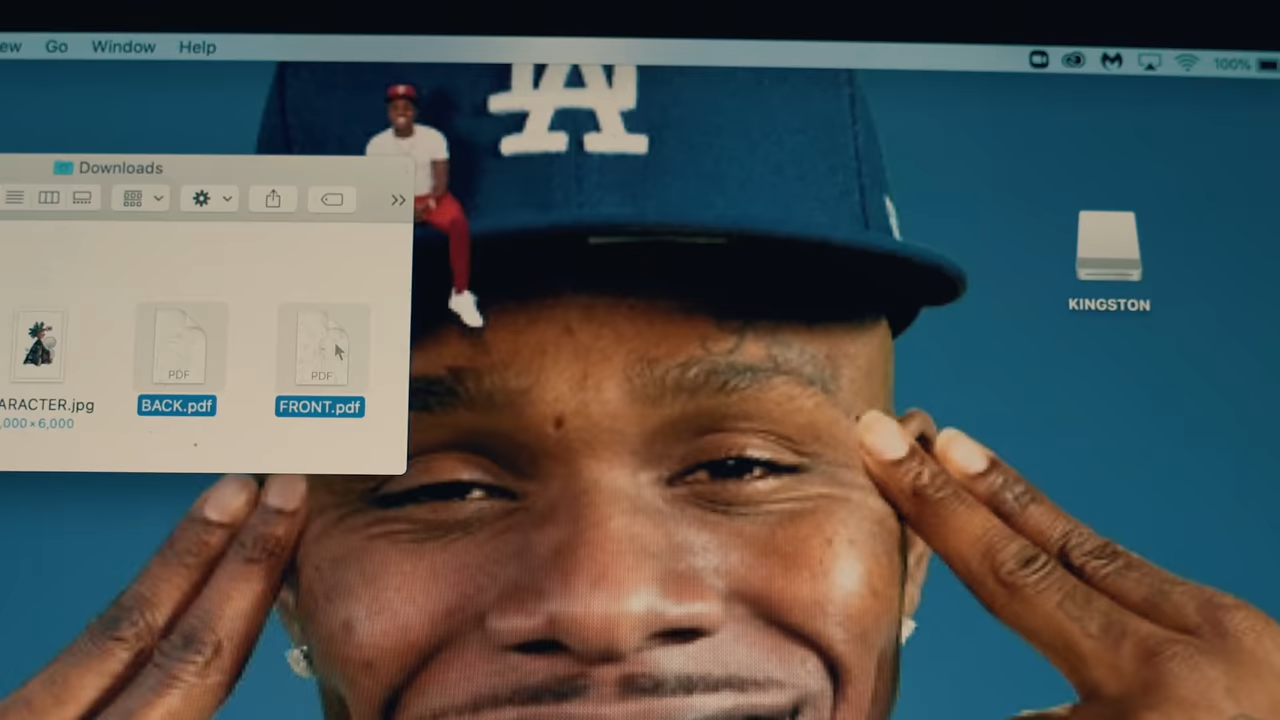 ew Go Window Help
100%
LA
Downloads
KINGSTON
PDF
PDF
ARACTER.jpg
BACK.pdf
FRONT.pdf
,000×6,000